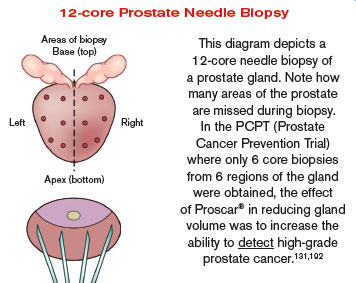 12-core Prostate Needle Biopsy
Areas of biopsy
Base (top)
Left
Right
Apex (bottom)
This diagram depicts a
12-core needle biopsy of
a prostate gland. Note how
many areas of the prostate
are missed during biopsy.
In the PCPT (Prostate
Cancer Prevention Trial)
where only 6 core biopsies
from 6 regions of the gland
were obtained, the effect
of Proscar® in reducing gland
volume was to increase the
ability to detect high-grade
prostate cancer.131,192